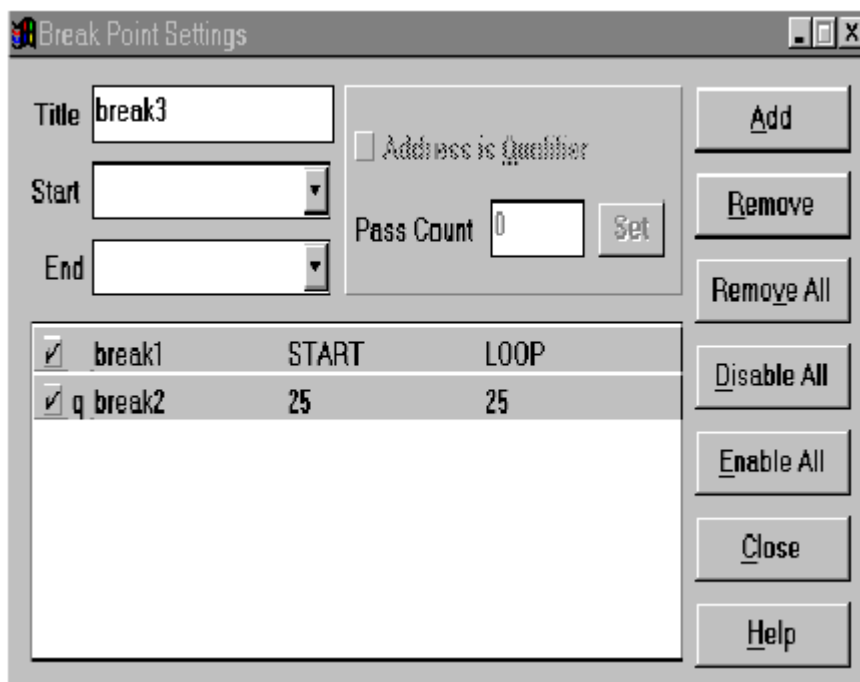 Break Point Settings
Title break3
Start
End
Address is Qualifier
Pass Count 0 Set
break1 START LOOP
q break2 25 25
Add
Remove
Remove All
Disable All
Enable All
Close
Help